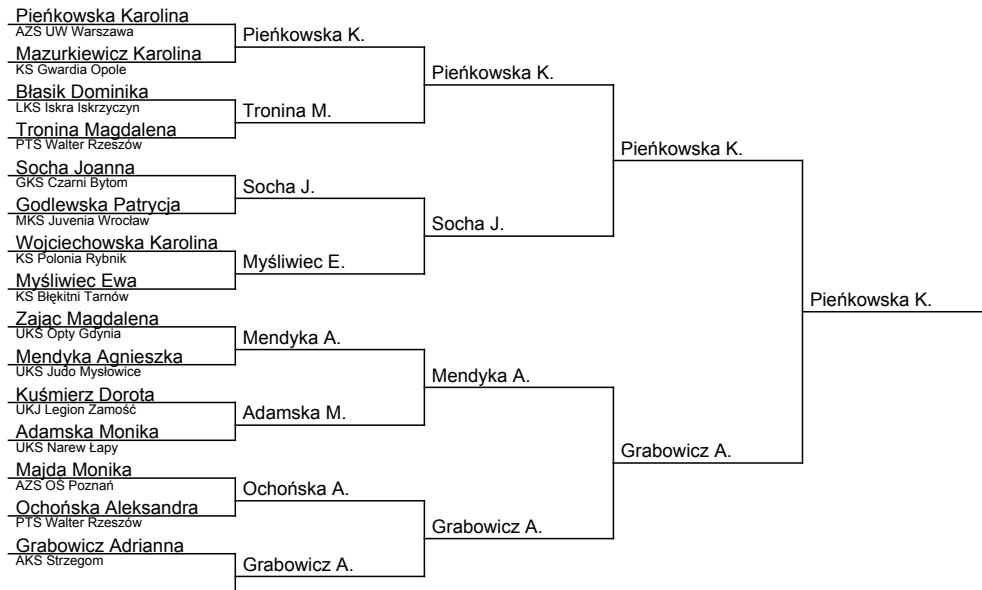 Pieńkowska Karolina
AZS UW Warszawa
Mazurkiewicz Karolina
KS Gwardia Opole
Błasik Dominika
LKS Iskra Iskrzyczyn
Tronina Magdalena
PTS Walter Rzeszów
Socha Joanna
GKS Czarni Bytom
Godlewska Patrycja
MKS Juvenia Wrocław
Wojciechowska Karolina
KS Polonia Rybnik
Myśliwiec Ewa
KS Błękitni Tarnów
Zając Magdalena
UKS Opty Gdynia
Mendyka Agnieszka
UKS Judo Mysłowice
Kuśmierz Dorota
UKJ Legion Zamość
Adamska Monika
UKS Narew Łapy
Majda Monika
AZS OŚ Poznań
Ochońska Aleksandra
PTS Walter Rzeszów
Grabowicz Adrianna
AKS Strzegom
Pieńkowska K.
Tronina M.
Socha J.
Myśliwiec E.
Mendyka A.
Adamska M.
Ochońska A.
Grabowicz A.
Pieńkowska K.
Socha J.
Mendyka A.
Grabowicz A.
Pieńkowska K.
Grabowicz A.
Pieńkowska K.